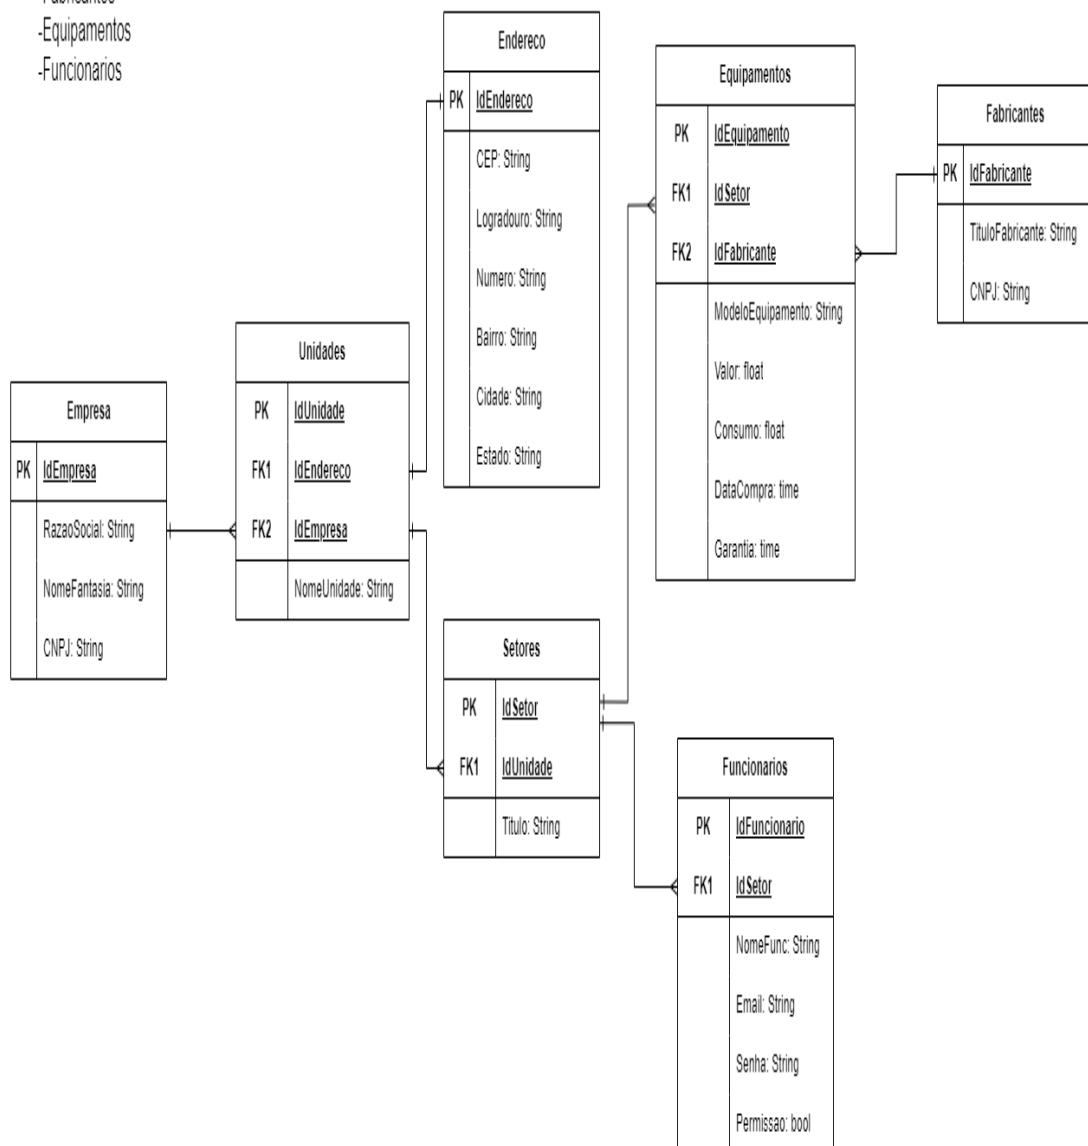 -Fabricantes
-Equipamentos
-Funcionarios
Endereco
PK IdEndereco
CEP: String
Logradouro: String
Numero: String
Bairro: String
Cidade: String
Estado: String
Equipamentos
PK IdEquipamento
FK1 IdSetor
FK2 IdFabricante
ModeloEquipamento: String
Valor: float
Consumo: float
DataCompra: time
Garantia: time
Fabricantes
PK IdFabricante
TituloFabricante: String
CNPJ: String
Unidades
PK IdUnidade
FK1 IdEndereco
FK2 IdEmpresa
NomeUnidade: String
Empresa
PK IdEmpresa
RazaoSocial: String
NomeFantasia: String
CNPJ: String
Setores
PK IdSetor
FK1 IdUnidade
Titulo: String
Funcionarios
PK IdFuncionario
FK1 IdSetor
NomeFunc: String
Email: String
Senha: String
Permissao: bool